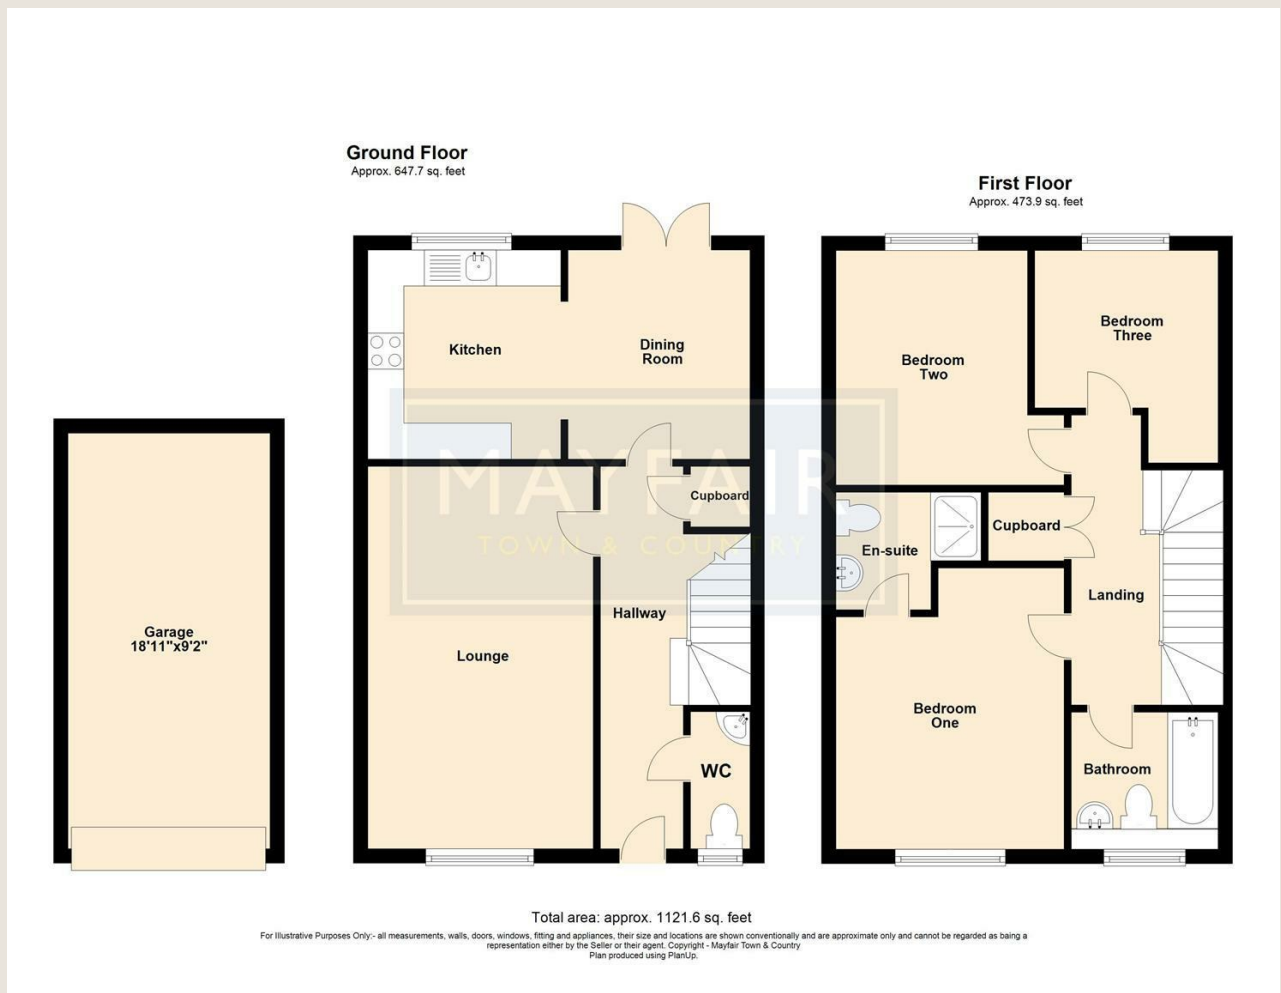 Ground Floor
Approx. 647.7 sq. feet
First Floor
Approx. 473.9 sq. feet
Kitchen
Dining
Room
Bedroom
Two
Bedroom
Three
MAYFAIR
TOWN & COUNTRY
Cupboard
En-suite
Cupboard
Landing
Hallway
Garage
18'11"x9'2"
Lounge
Bedroom
One
WC
Bathroom
Total area: approx. 1121.6 sq. feet
For Illustrative Purposes Only:- all measurements, walls, doors, windows, fitting and appliances, their size and locations are shown conventionally and are approximate only and cannot be regarded as being a
representation either by the Seller or their agent. Copyright - Mayfair Town & Country
Plan produced using PlanUp.